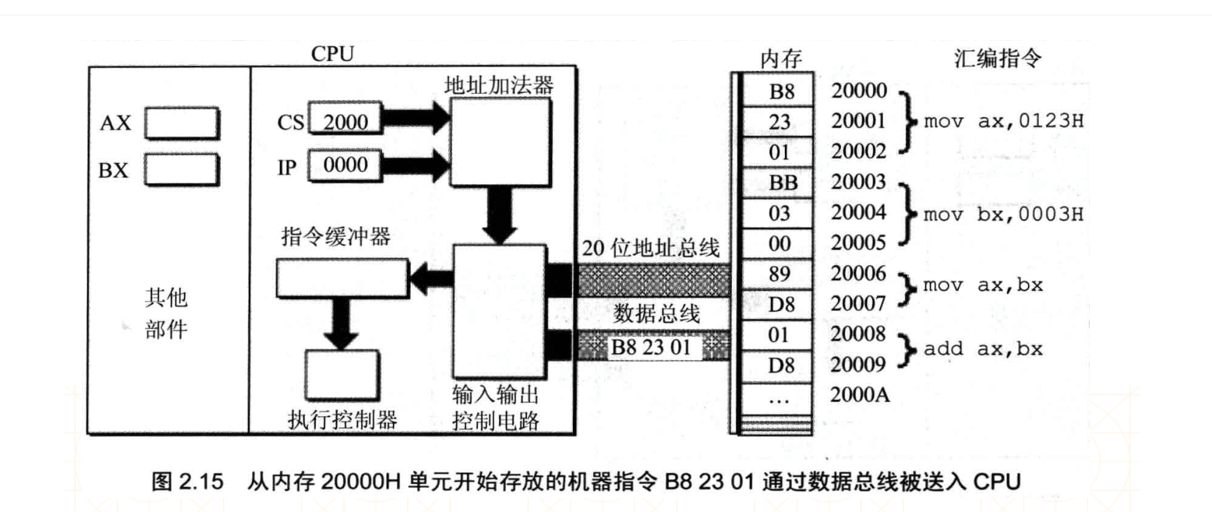 CPU
内存
汇编指令
地址加法器
AX
BX
CS
2000
IP
0000
指令缓冲器
其他
部件
执行控制器
输入输出
控制电路
20 位地址总线
数据总线
B8 23 01
B8 20000
23 20001 mov ax,0123H
01 20002
BB 20003
03 20004 mov bx,0003H
00 20005
89 20006 mov ax,bx
D8 20007
01 20008 add ax,bx
D8 20009
… 2000A
图 2.15 从内存 20000H 单元开始存放的机器指令 B8 23 01 通过数据总线被送入 CPU